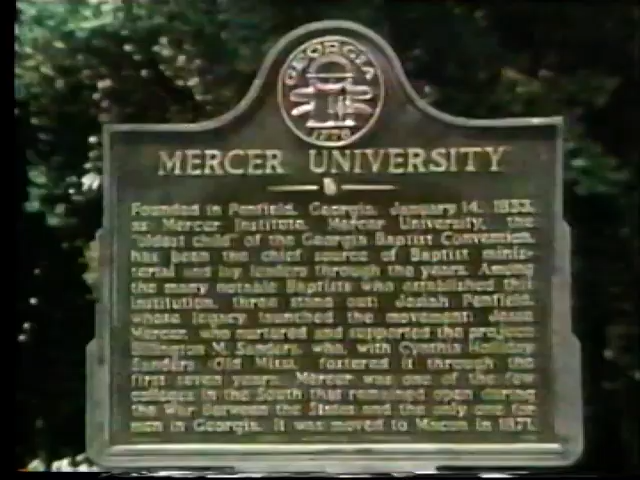 GEORGIA
1776
MERCER UNIVERSITY
Founded in Penfield, Georgia, January 14, 1833,
as Mercer Institute, Mercer University, the
"oldest child" of the Georgia Baptist Convention,
has been the chief source of Baptist minis-
terial and lay leaders through the years. Among
the many notable Baptists who established this
institution, three stand out: Josiah Penfield,
whose legacy launched the movement; Jesse
Mercer, who nurtured and supported the project;
Billington M. Sanders, who, with Cynthia Holliday
Sanders (Old Miss), fostered it through the
first seven years. Mercer was one of the few
colleges in the South that remained open during
the War Between the States and the only one for
men in Georgia. It was moved to Macon in 1871.